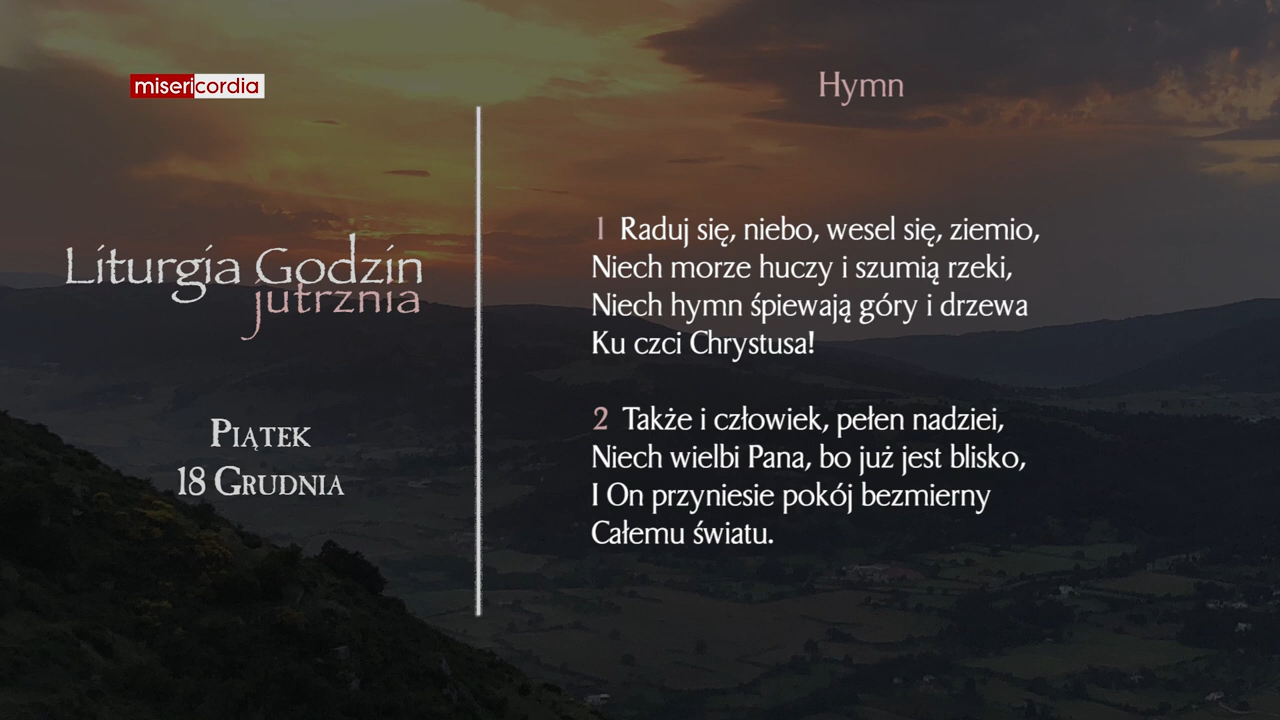 misericordia
Liturgia Godzin
jutrznia
Piątek
18 Grudnia
Hymn
1 Raduj się, niebo, wesel się, ziemio,
Niech morze huczy i szumią rzeki,
Niech hymn śpiewają góry i drzewa
Ku czci Chrystusa!
2 Także i człowiek, pełen nadziei,
Niech wielbi Pana, bo już jest blisko,
I On przyniesie pokój bezmierny
Całemu światu.